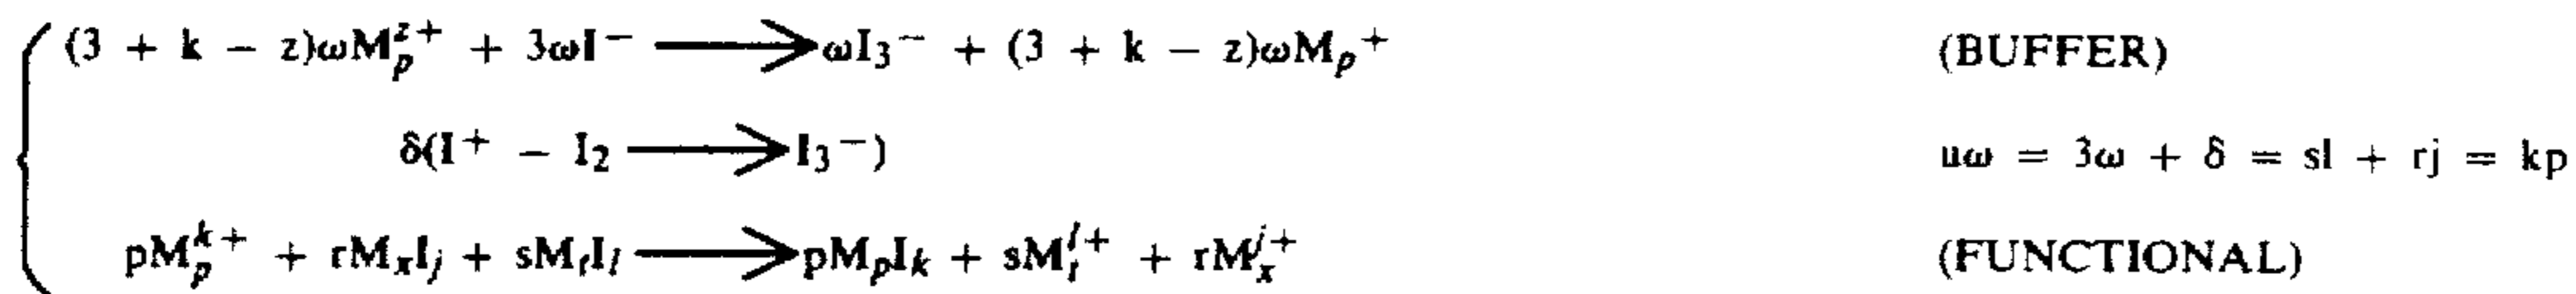 (3 + k − z)ωM_p^{z+} + 3ωI^− ⟶ ωI_3^− + (3 + k − z)ωM_p^+ (BUFFER)
δ(I^+ − I_2 ⟶ I_3^−) uω = 3ω + δ = sl + rj = kp
pM_p^{k+} + rM_xI_j + sM_tI_l ⟶ pM_pI_k + sM_t^{l+} + rM_x^{j+} (FUNCTIONAL)